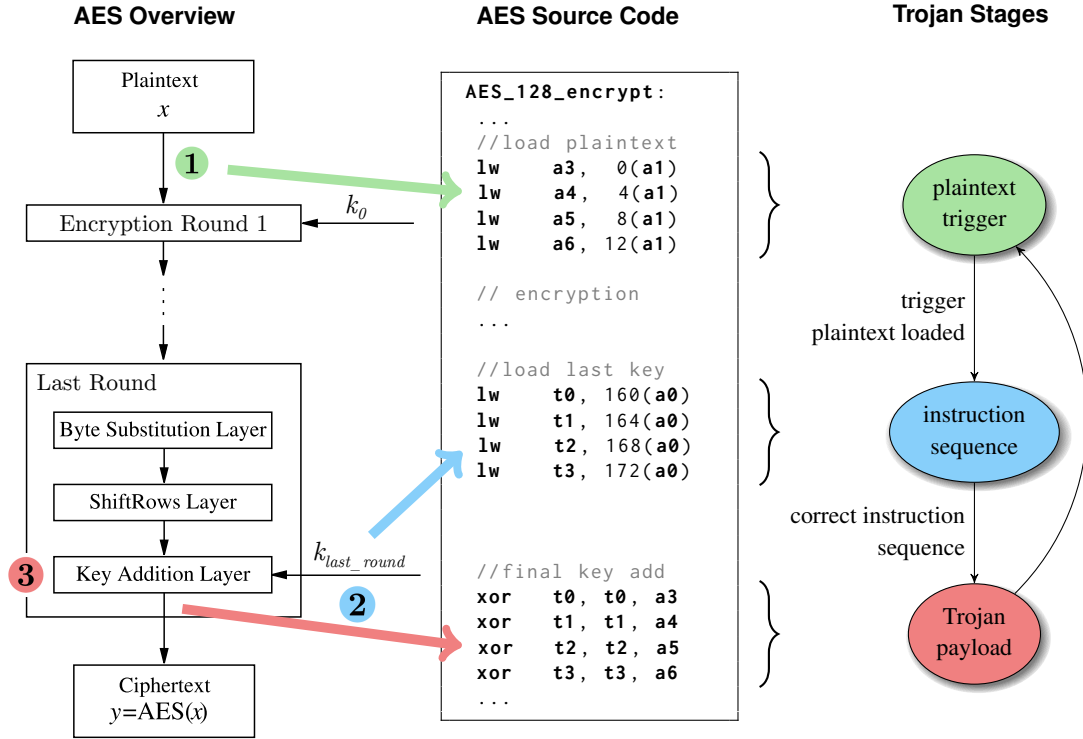 AES Overview
AES Source Code
Trojan Stages
Plaintext
x
1
Encryption Round 1
k_0
Last Round
Byte Substitution Layer
ShiftRows Layer
Key Addition Layer
k_last_round
2
3
Ciphertext
y=AES(x)
AES_128_encrypt:
...
//load plaintext
lw a3, 0(a1)
lw a4, 4(a1)
lw a5, 8(a1)
lw a6, 12(a1)
// encryption
...
//load last key
lw t0, 160(a0)
lw t1, 164(a0)
lw t2, 168(a0)
lw t3, 172(a0)
//final key add
xor t0, t0, a3
xor t1, t1, a4
xor t2, t2, a5
xor t3, t3, a6
...
plaintext
trigger
trigger
plaintext loaded
instruction
sequence
correct instruction
sequence
Trojan
payload